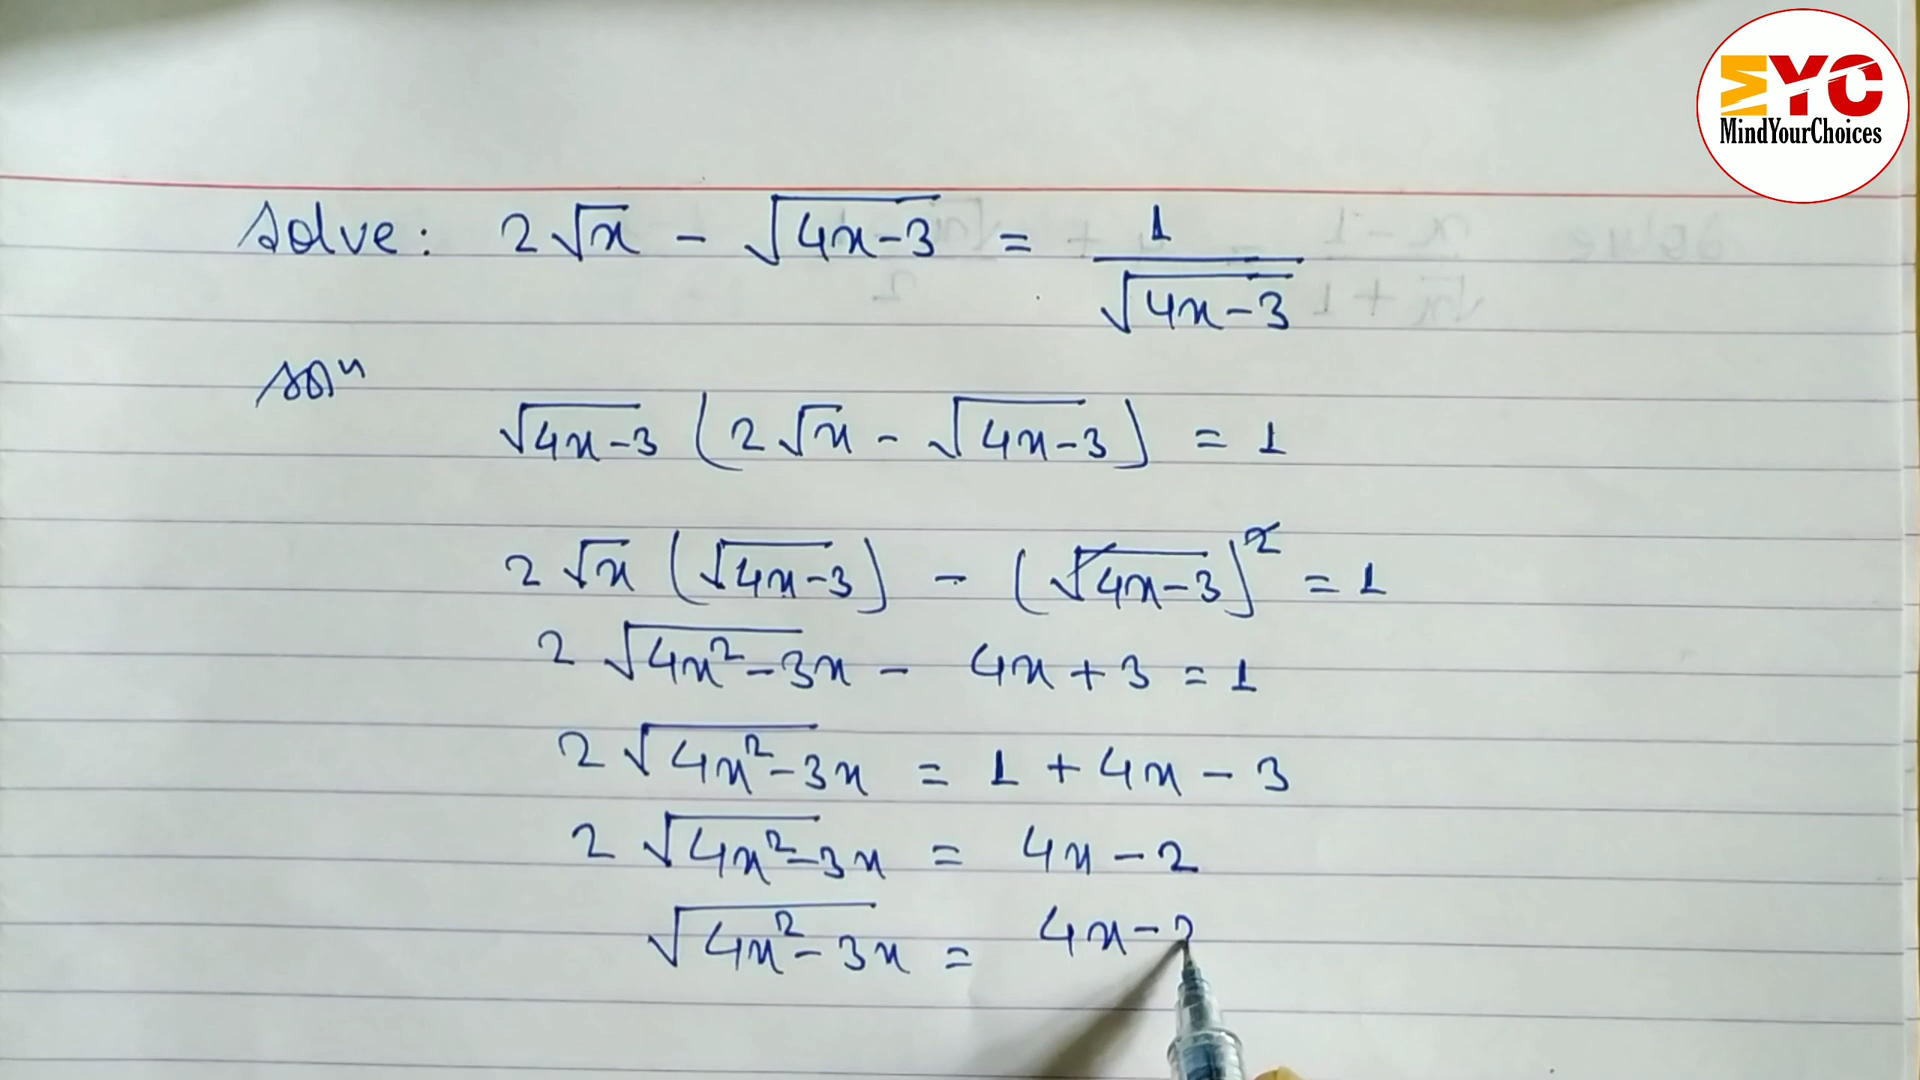 MYC
MindYourChoices
Solve: 2√x - √(4x-3) = 1/√(4x-3)
Solⁿ
√(4x-3) (2√x - √(4x-3)) = 1
2√x (√(4x-3)) - (√(4x-3))² = 1
2√(4x²-3x) - 4x+3 = 1
2√(4x²-3x) = 1 + 4x - 3
2√(4x²-3x) = 4x - 2
√(4x²-3x) = 4x-2